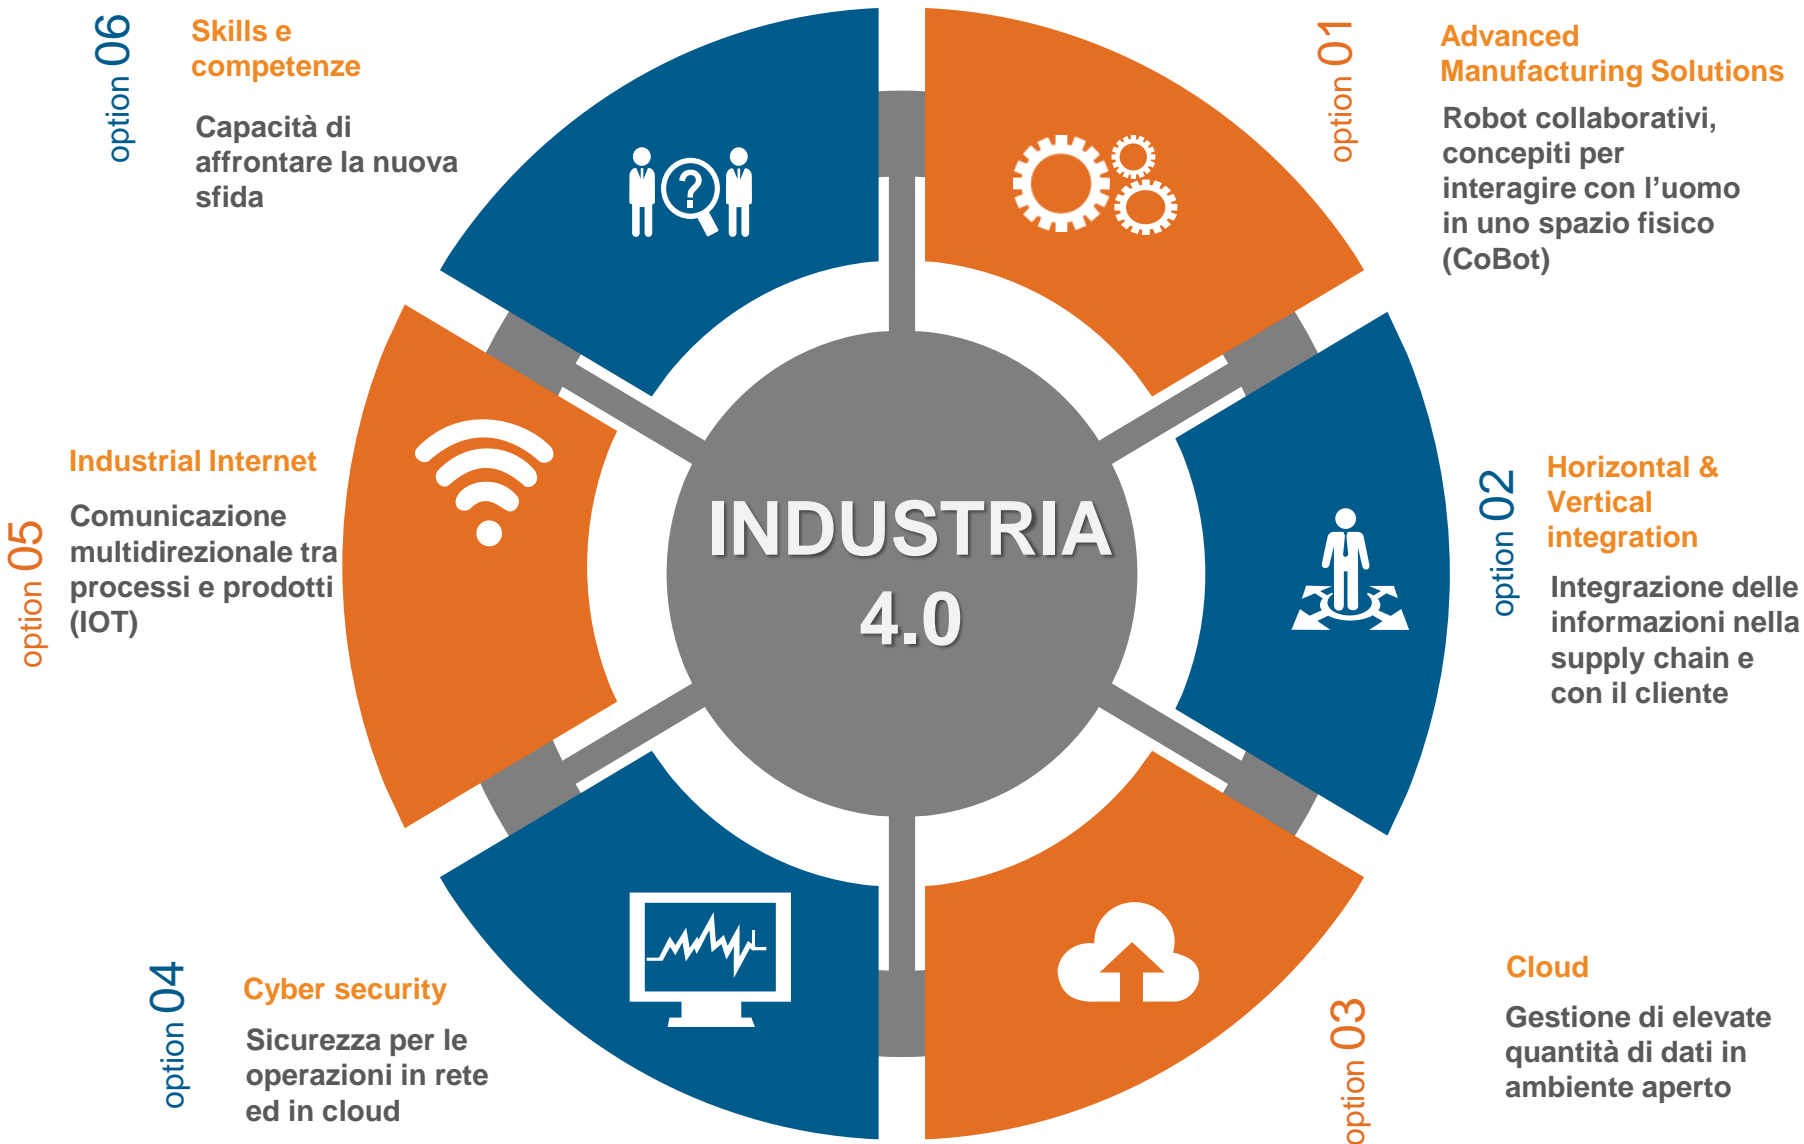 INDUSTRIA
4.0
option 01
Advanced
Manufacturing Solutions
Robot collaborativi,
concepiti per
interagire con l’uomo
in uno spazio fisico
(CoBot)
option 02
Horizontal &
Vertical
integration
Integrazione delle
informazioni nella
supply chain e
con il cliente
option 03
Cloud
Gestione di elevate
quantità di dati in
ambiente aperto
option 04
Cyber security
Sicurezza per le
operazioni in rete
ed in cloud
option 05
Industrial Internet
Comunicazione
multidirezionale tra
processi e prodotti
(IOT)
option 06
Skills e
competenze
Capacità di
affrontare la nuova
sfida
?